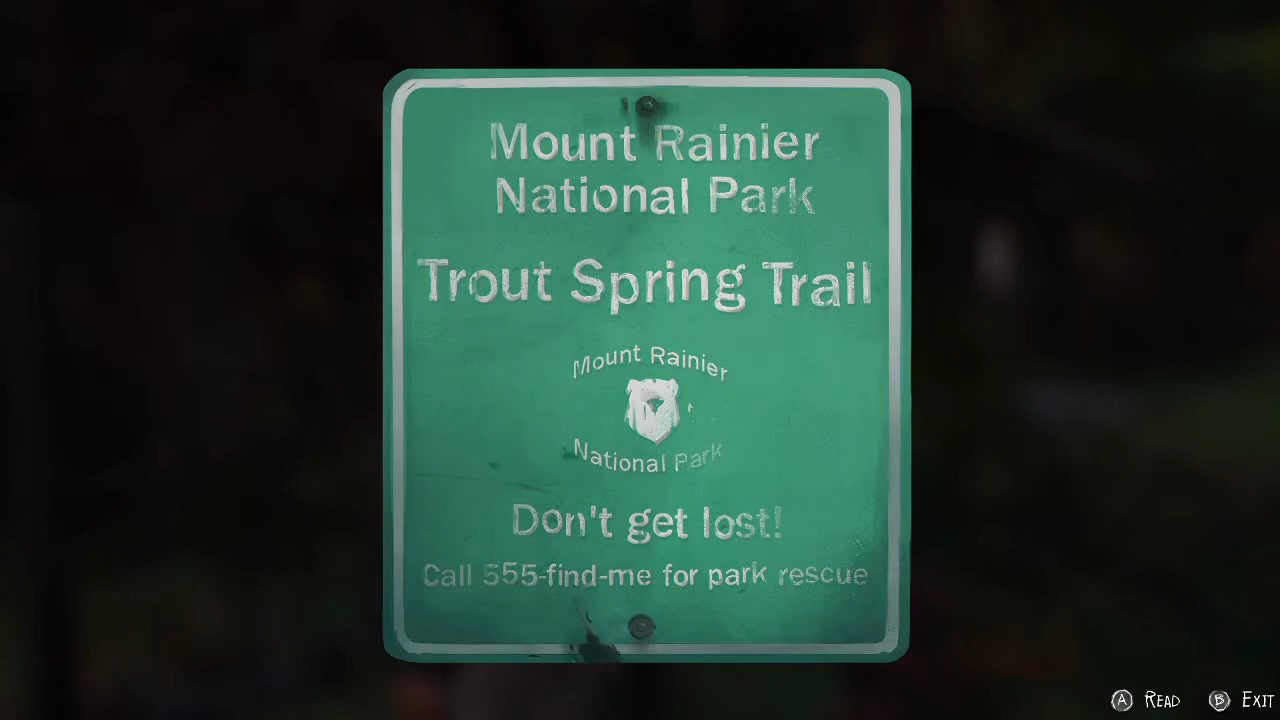 Mount Rainier
National Park
Trout Spring Trail
Mount Rainier
National Park
Don't get lost!
Call 555-find-me for park rescue
A READ B EXIT